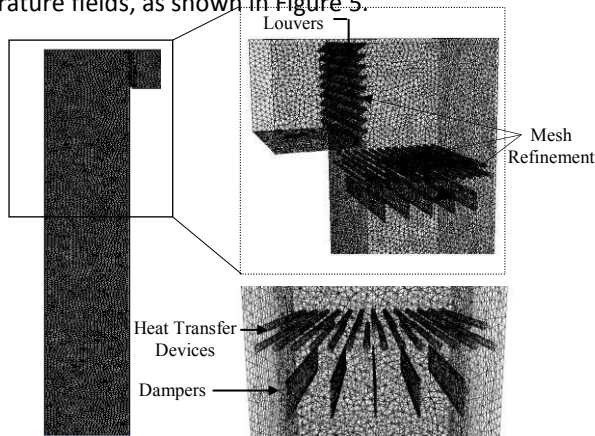 rature fields, as shown in Figure 5.
Louvers
Mesh
Refinement
Heat Transfer
Devices
Dampers